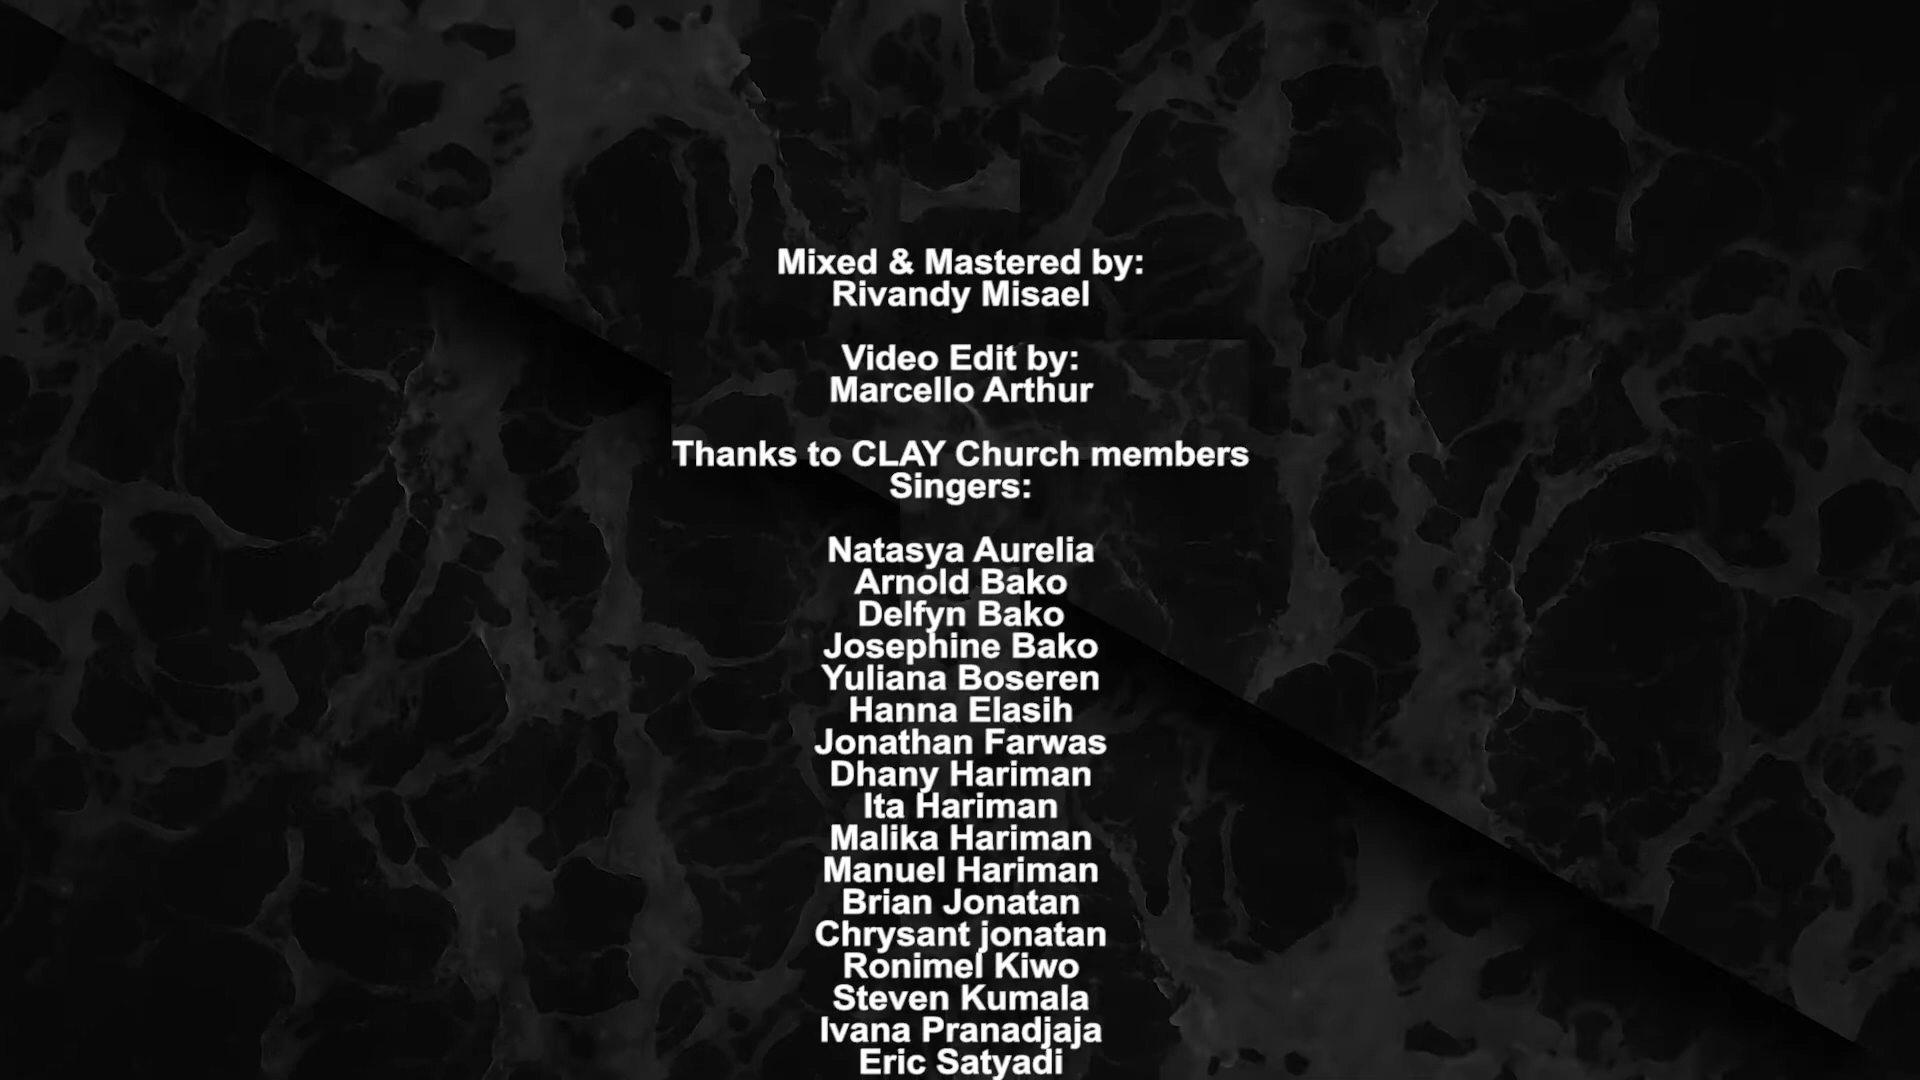 Mixed & Mastered by:
Rivandy Misael
Video Edit by:
Marcello Arthur
Thanks to CLAY Church members
Singers:
Natasya Aurelia
Arnold Bako
Delfyn Bako
Josephine Bako
Yuliana Boseren
Hanna Elasih
Jonathan Farwas
Dhany Hariman
Ita Hariman
Malika Hariman
Manuel Hariman
Brian Jonatan
Chrysant jonatan
Ronimel Kiwo
Steven Kumala
Ivana Pranadjaja
Eric Satyadi